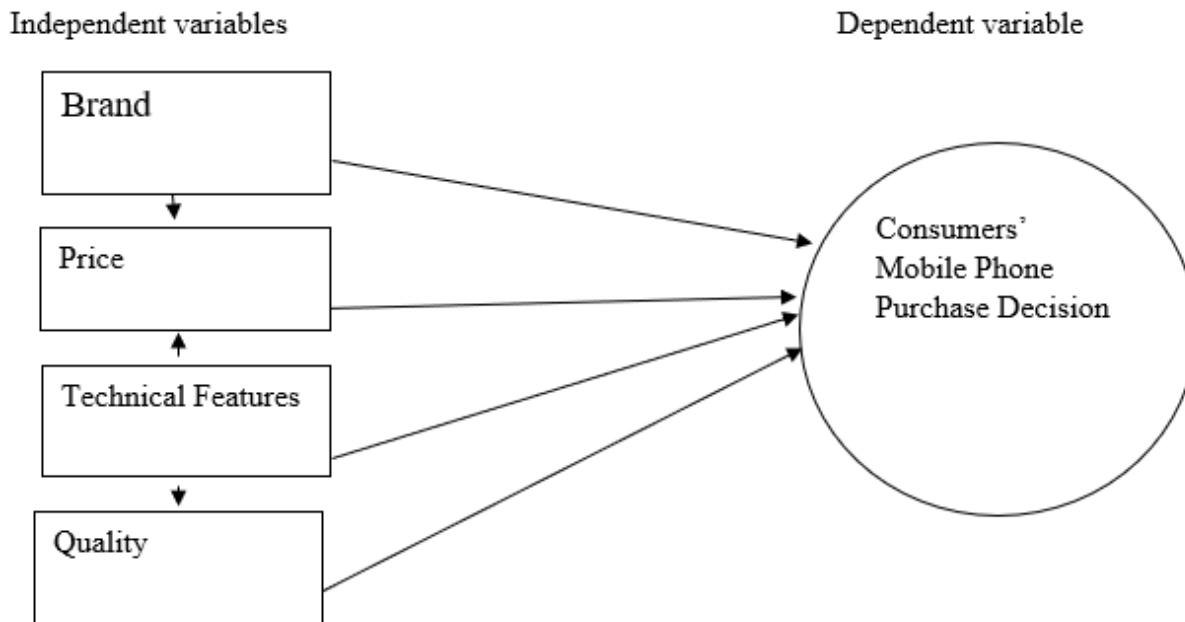 Independent variables
Dependent variable
Brand
Price
Technical Features
Quality
Consumers’
Mobile Phone
Purchase Decision